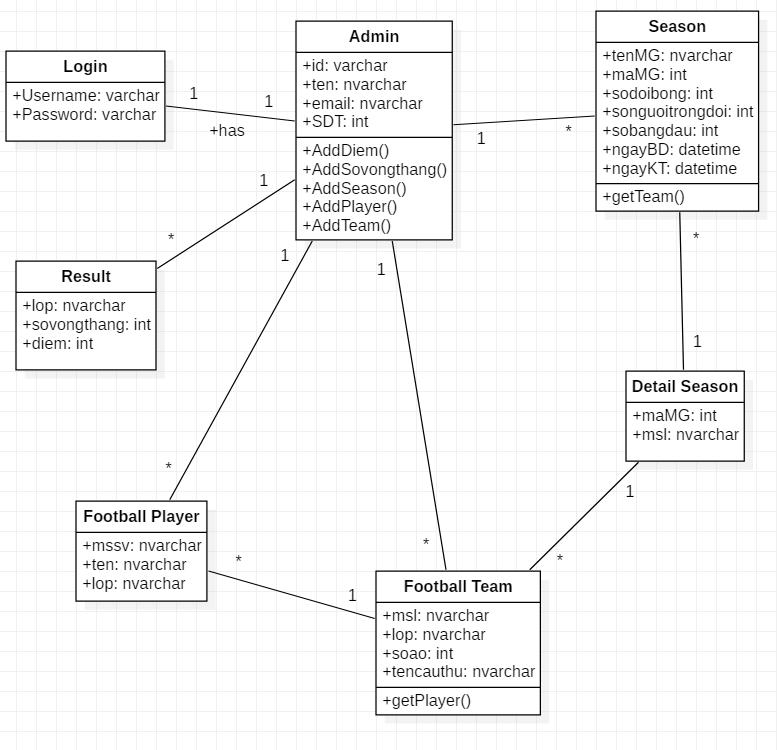 Login
+Username: varchar
+Password: varchar
Admin
+id: varchar
+ten: nvarchar
+email: nvarchar
+SDT: int
+AddDiem()
+AddSovongthang()
+AddSeason()
+AddPlayer()
+AddTeam()
Season
+tenMG: nvarchar
+maMG: int
+sodoibong: int
+songuoitrongdoi: int
+sobangdau: int
+ngayBD: datetime
+ngayKT: datetime
+getTeam()
1
1
+has
1
*
1
*
Result
+lop: nvarchar
+sovongthang: int
+diem: int
1
1
*
1
Detail Season
+maMG: int
+msl: nvarchar
*
*
1
*
Football Player
+mssv: nvarchar
+ten: nvarchar
+lop: nvarchar
*
1
Football Team
+msl: nvarchar
+lop: nvarchar
+soao: int
+tencauthu: nvarchar
+getPlayer()